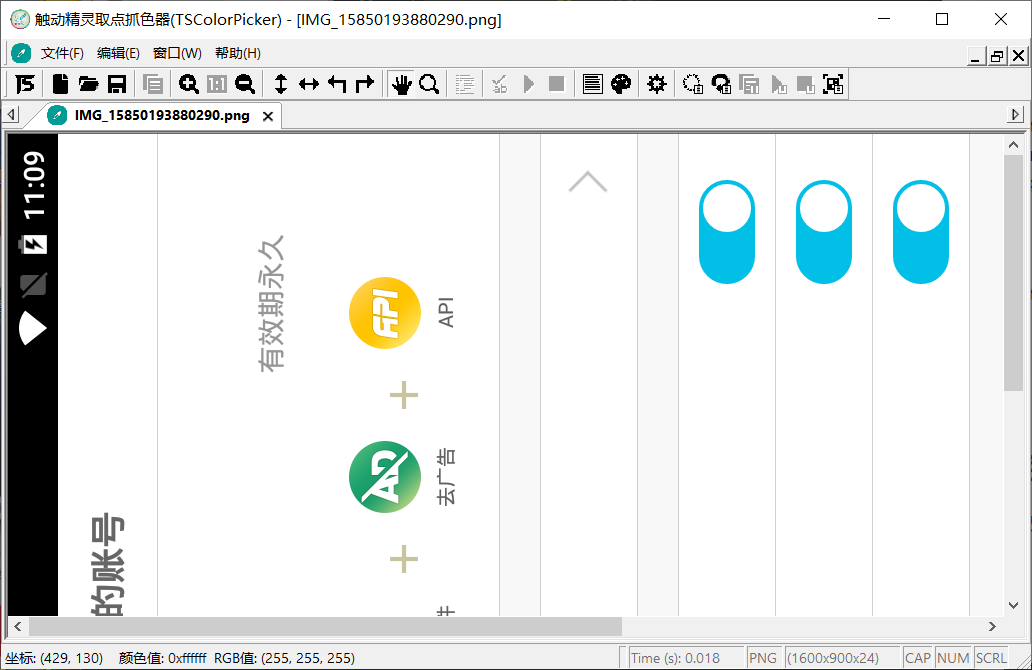 触动精灵取点抓色器(TSColorPicker) - [IMG_15850193880290.png]
文件(F) 编辑(E) 窗口(W) 帮助(H)
IMG_15850193880290.png
11:09
的账号
有效期永久
API
API
AD
去广告
坐标: (429, 130) 颜色值: 0xffffff RGB值: (255, 255, 255)
Time (s): 0.018 PNG (1600x900x24) CAP NUM SCRL